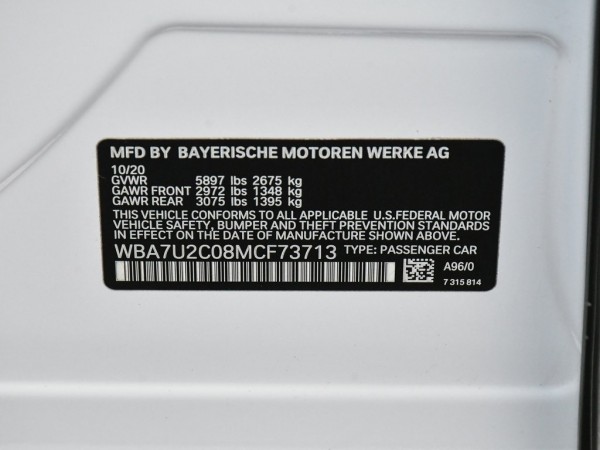 MFD BY BAYERISCHE MOTOREN WERKE AG
10/20
GVWR 5897 lbs 2675 kg
GAWR FRONT 2972 lbs 1348 kg
GAWR REAR 3075 lbs 1395 kg
THIS VEHICLE CONFORMS TO ALL APPLICABLE U.S.FEDERAL MOTOR
VEHICLE SAFETY, BUMPER, AND THEFT PREVENTION STANDARDS
IN EFFECT ON THE DATE OF MANUFACTURE SHOWN ABOVE.
WBA7U2C08MCF73713 TYPE: PASSENGER CAR
A96/0
7 315 814